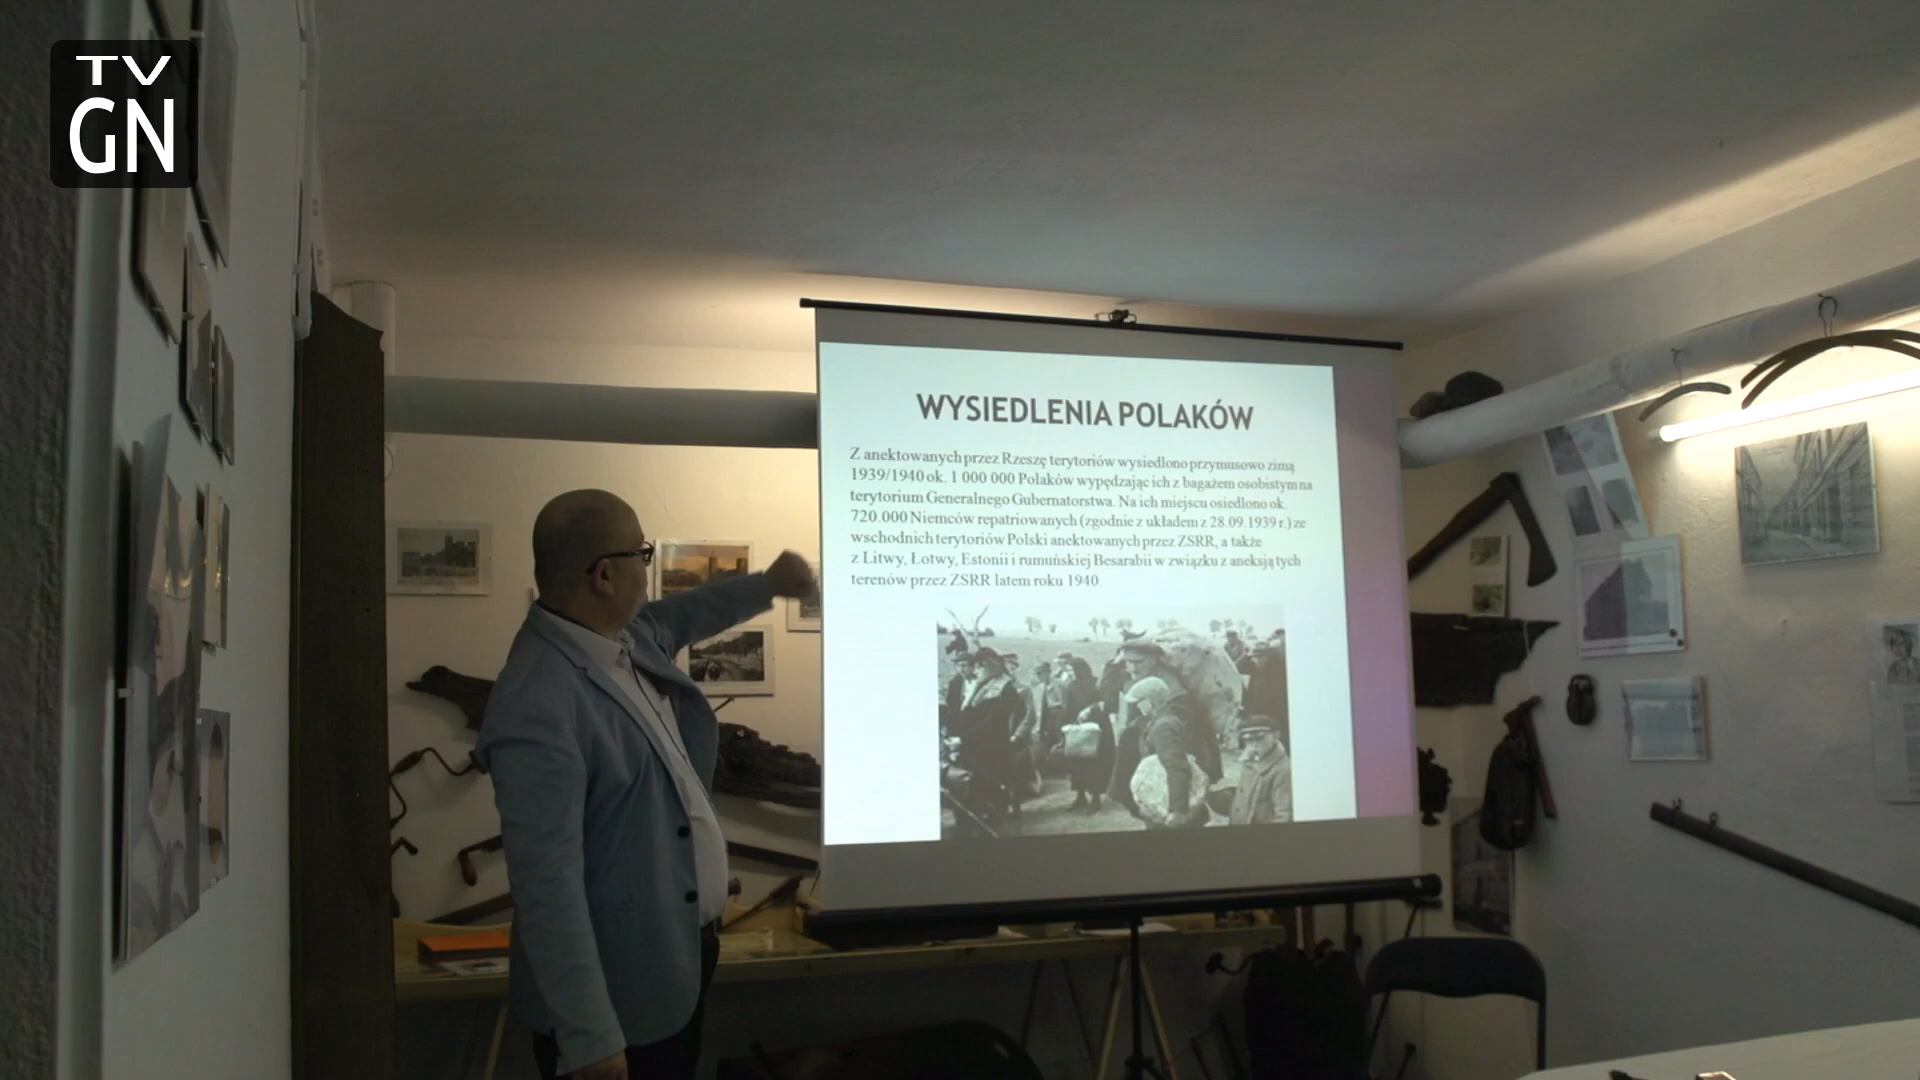 TV
GN
WYSIEDLENIA POLAKÓW
Z anektowanych przez Rzeszę terytoriów wysiedlono przymusowo zimą
1939/1940 ok. 1 000 000 Polaków wypędzając ich z bagażem osobistym na
terytorium Generalnego Gubernatorstwa. Na ich miejscu osiedlono ok.
720.000 Niemców repatriowanych (zgodnie z układem z 28.09.1939 r.) ze
wschodnich terytoriów Polski anektowanych przez ZSRR, a także
z Litwy, Łotwy, Estonii i rumuńskiej Besarabii w związku z aneksją tych
terenów przez ZSRR latem roku 1940.